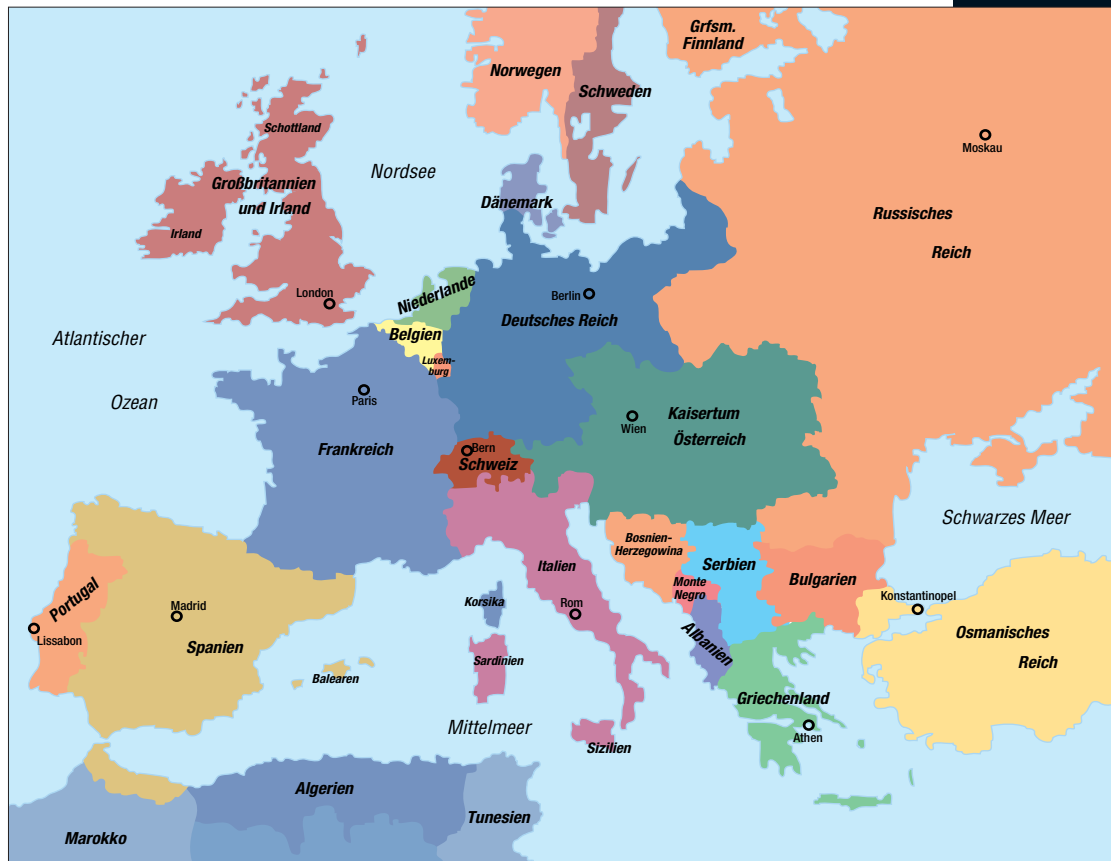 Grfsm.
Finnland
Norwegen
Schweden
Schottland
Moskau
Nordsee
Großbritannien
und Irland
Dänemark
Russisches
Reich
Irland
London
Niederlande
Berlin
Deutsches Reich
Atlantischer
Ozean
Belgien
Luxem-
burg
Paris
Kaisertum
Österreich
Wien
Frankreich
Bern
Schweiz
Schwarzes Meer
Bosnien-
Herzegowina
Serbien
Italien
Bulgarien
Monte
Negro
Korsika
Rom
Konstantinopel
Portugal
Madrid
Lissabon
Spanien
Albanien
Osmanisches
Reich
Sardinien
Balearen
Griechenland
Mittelmeer
Athen
Sizilien
Algerien
Tunesien
Marokko